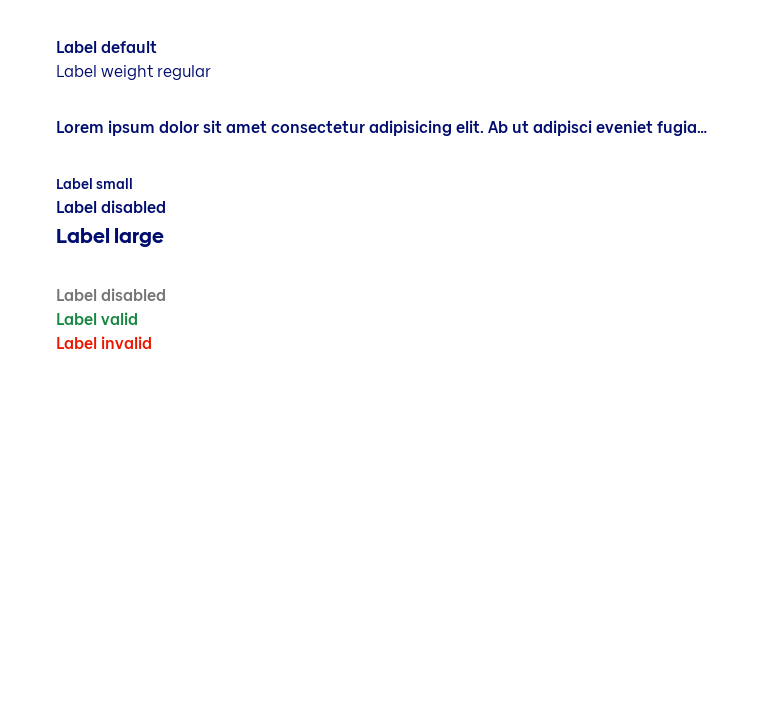 Label default
Label weight regular
Lorem ipsum dolor sit amet consectetur adipisicing elit. Ab ut adipisci eveniet fugia...
Label small
Label disabled
Label large
Label disabled
Label valid
Label invalid